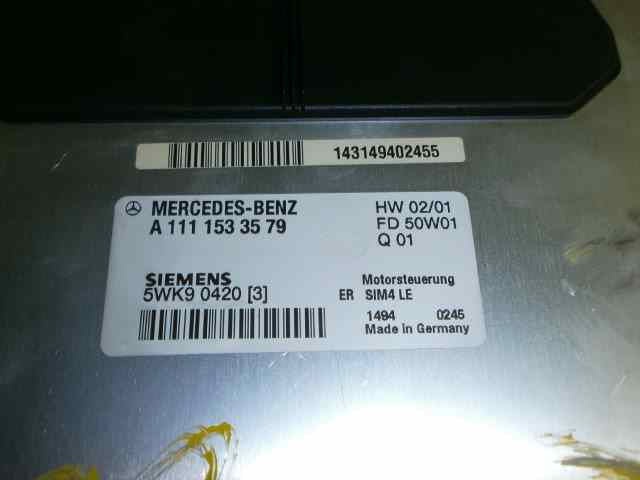 143149402455
MERCEDES-BENZ HW 02/01
A 111 153 35 79 FD 50W01
Q 01
SIEMENS Motorsteuerung
5WK9 0420 [3] ER SIM4 LE
1494 0245
Made in Germany